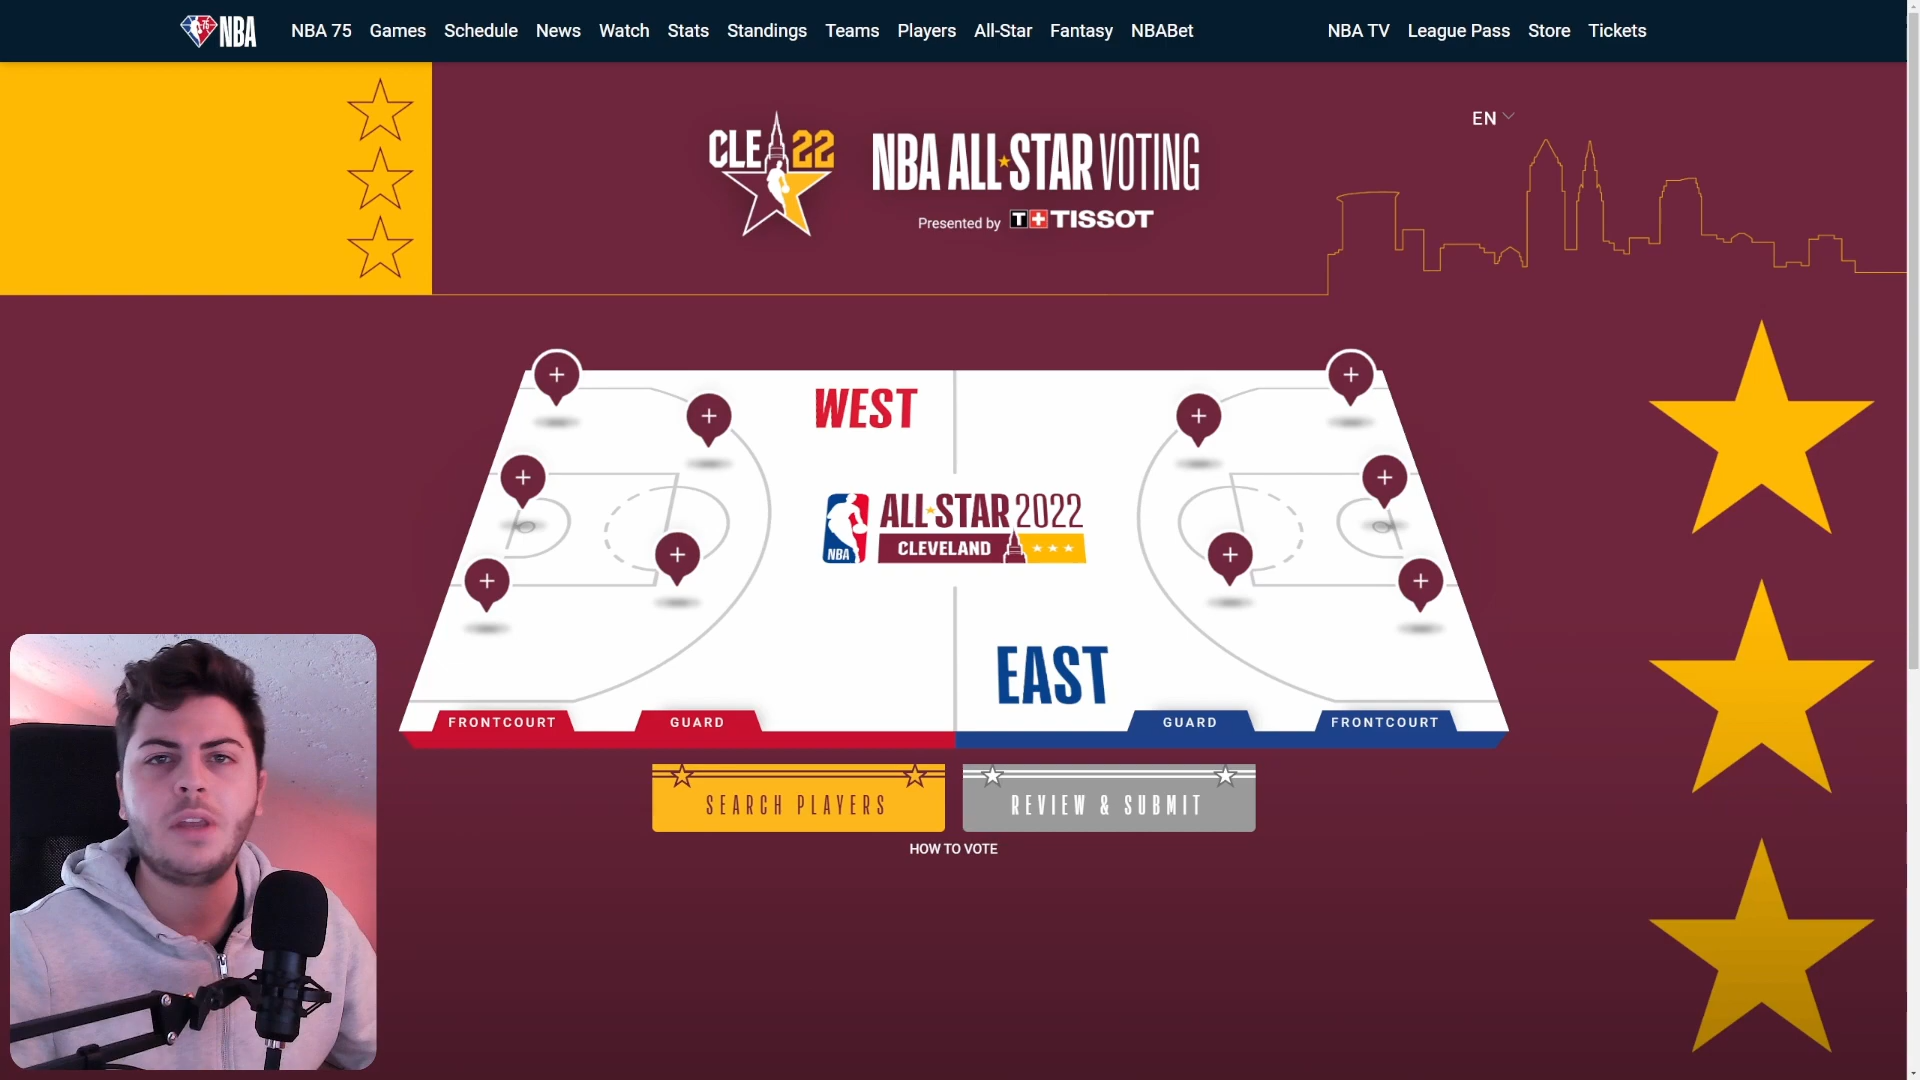 NBA NBA 75 Games Schedule News Watch Stats Standings Teams Players All-Star Fantasy NBABet NBA TV League Pass Store Tickets
EN
CLE 22
NBA ALL★STAR VOTING
Presented by T+ TISSOT
WEST
ALL★STAR 2022
NBA CLEVELAND
EAST
FRONTCOURT GUARD GUARD FRONTCOURT
SEARCH PLAYERS REVIEW & SUBMIT
HOW TO VOTE